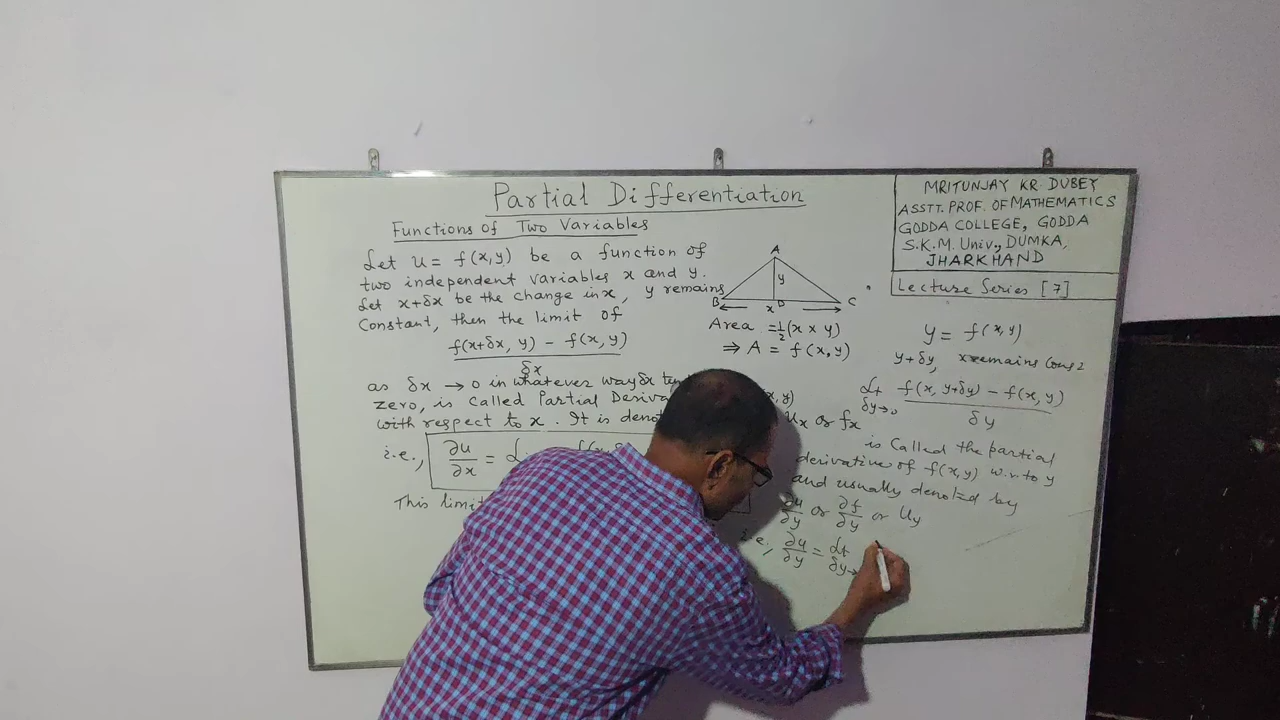 Partial Differentiation
Functions of Two Variables
Let u = f(x,y) be a function of
two independent variables x and y.
Let x+δx be the change in x, y remains
Constant, then the limit of
f(x+δx, y) - f(x, y)
δx
as δx → 0 in whatever way δx
zero, is called Partial
with respect to x. It is
i.e., ∂u/∂x =
This
A
y
B
x
D
C
Area = 1/2 (x × y)
⇒ A = f(x, y)
Ux or fx
MRITUNJAY KR. DUBEY
ASSTT. PROF. OF MATHEMATICS
GODDA COLLEGE, GODDA
S.K.M. Univ., DUMKA,
JHARKHAND
Lecture Series [7]
y = f(x, y)
y+δy, x remains
Lt δy→0 f(x, y+δy) - f(x, y)
δy
is called the partial
derivative of f(x,y) w.r. to y
and usually denoted by
∂u/∂y or ∂f/∂y or Uy
i.e., ∂u/∂y = Lt δy→